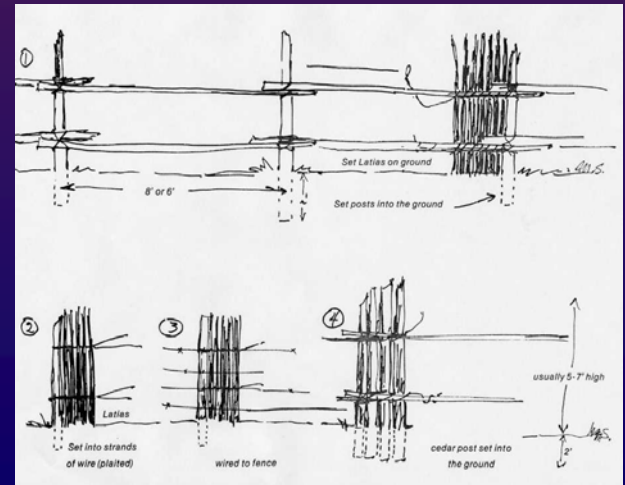 1
Set Latias on ground
8' or 6'
2'
Set posts into the ground
2
3
4
usually 5-7' high
Latias
Set into strands
of wire (plaited)
wired to fence
cedar post set into
the ground
2'